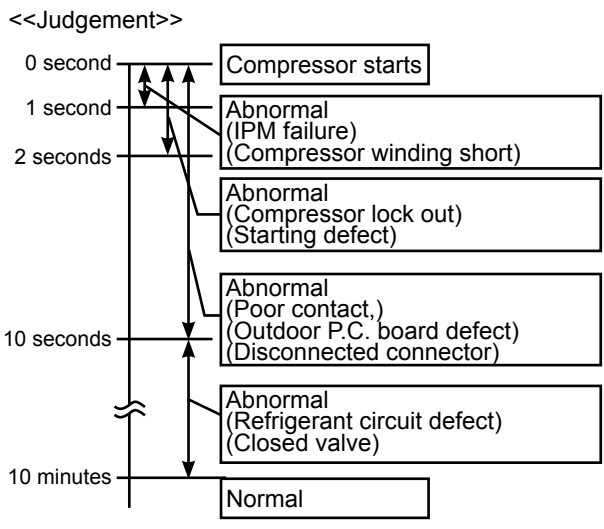 <<Judgement>>
0 second
Compressor starts
1 second
Abnormal
(IPM failure)
(Compressor winding short)
2 seconds
Abnormal
(Compressor lock out)
(Starting defect)
Abnormal
(Poor contact,)
(Outdoor P.C. board defect)
(Disconnected connector)
10 seconds
Abnormal
(Refrigerant circuit defect)
(Closed valve)
10 minutes
Normal